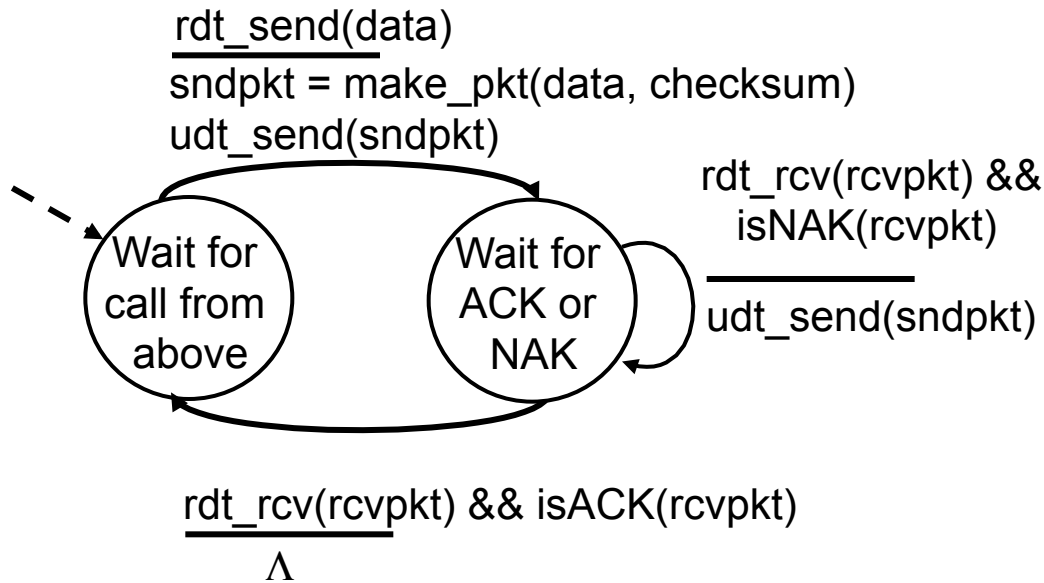 rdt_send(data)
sndpkt = make_pkt(data, checksum)
udt_send(sndpkt)
rdt_rcv(rcvpkt) &&
isNAK(rcvpkt)
udt_send(sndpkt)
Wait for
call from
above
Wait for
ACK or
NAK
rdt_rcv(rcvpkt) && isACK(rcvpkt)
Λ